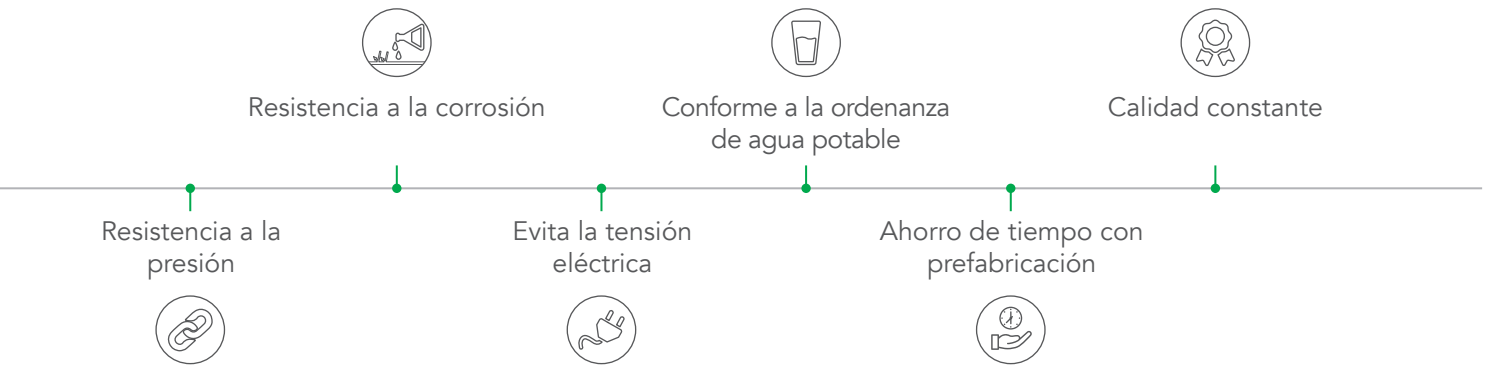 Resistencia a la corrosión
Conforme a la ordenanza
de agua potable
Calidad constante
Resistencia a la
presión
Evita la tensión
eléctrica
Ahorro de tiempo con
prefabricación